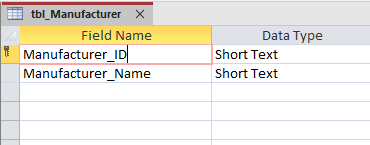 tbl_Manufacturer
Field Name Data Type
Manufacturer_ID Short Text
Manufacturer_Name Short Text